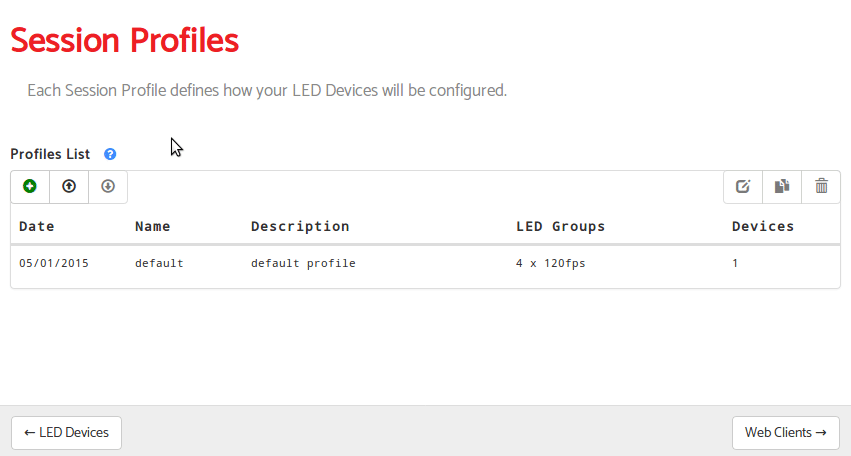 Session Profiles
Each Session Profile defines how your LED Devices will be configured.
Profiles List ?
Date Name Description LED Groups Devices
05/01/2015 default default profile 4 x 120fps 1
← LED Devices Web Clients →